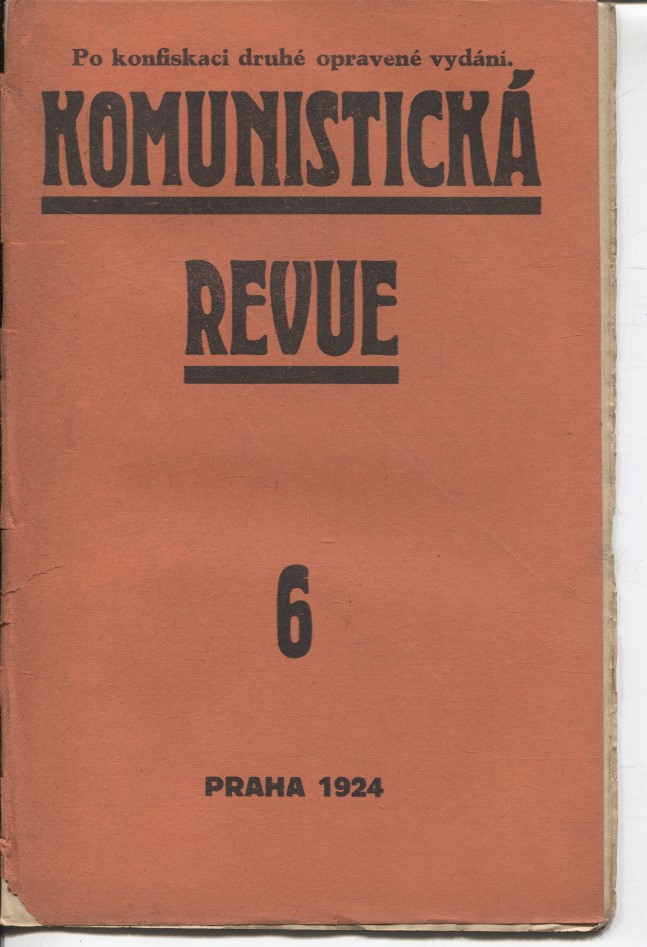 Po konfiskaci druhé opravené vydání.
KOMUNISTICKÁ
REVUE
6
PRAHA 1924